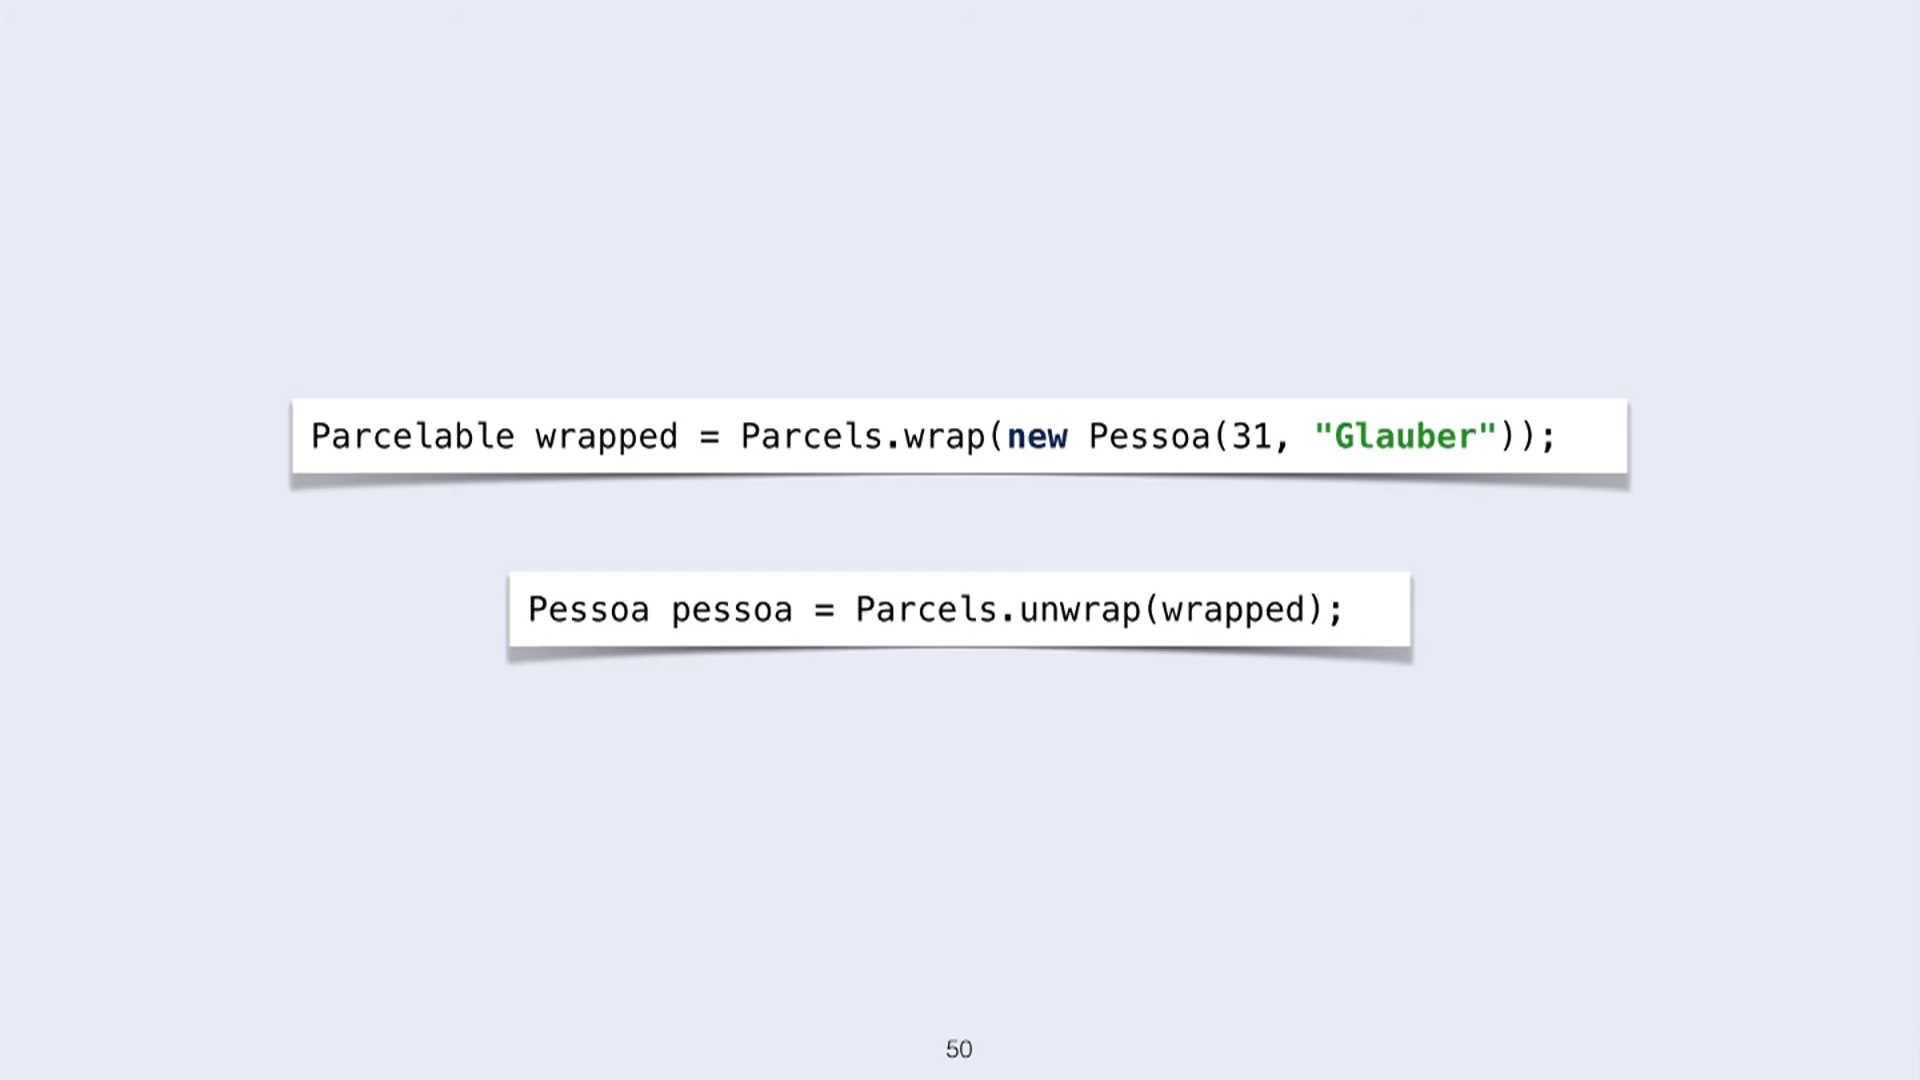 Parcelable wrapped = Parcels.wrap(new Pessoa(31, "Glauber"));
Pessoa pessoa = Parcels.unwrap(wrapped);
50